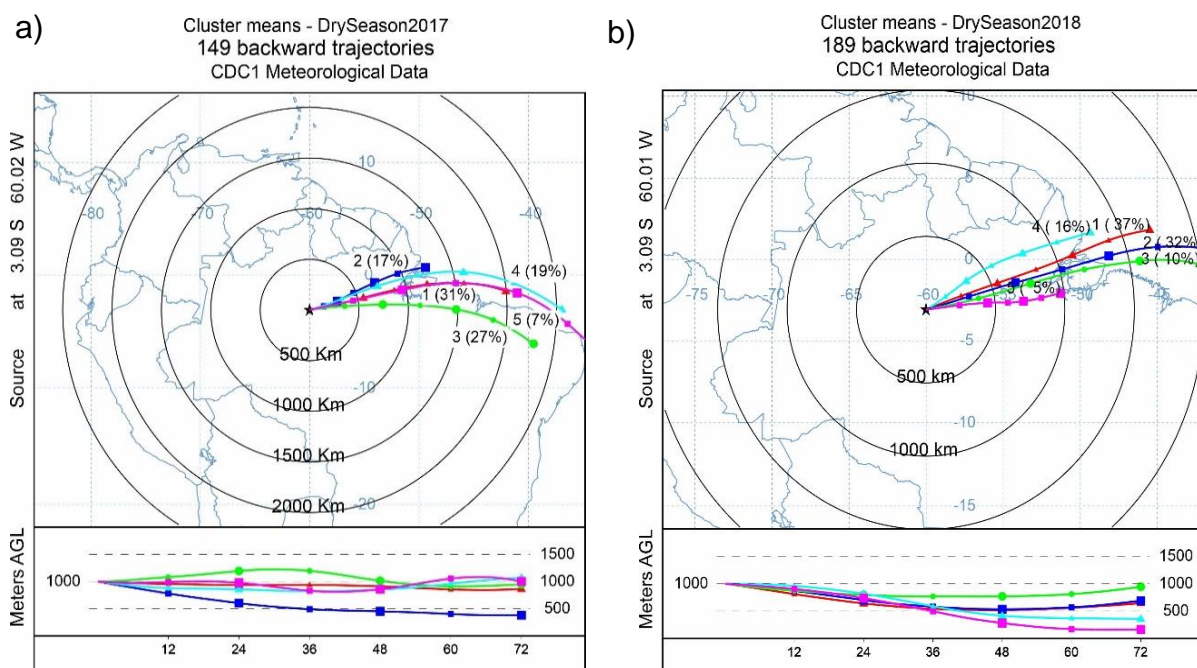 a)
Cluster means - DrySeason2017
149 backward trajectories
CDC1 Meteorological Data
Source at 3.09 S 60.02 W
-80
-70
-60
-50
-40
10
2 (17%)
4 (19%)
1 (31%)
5 (7%)
3 (27%)
500 Km
-10
1000 Km
1500 Km
2000 Km
-20
Meters AGL
1000
1500
1000
500
12 24 36 48 60 72
b)
Cluster means - DrySeason2018
189 backward trajectories
CDC1 Meteorological Data
Source at 3.09 S 60.01 W
10
5
4 ( 16%)
1 ( 37%)
2 ( 32%)
3 ( 10%)
0
-75
-65
-60
-55
-50
( 5%)
-5
500 km
-10
1000 km
-15
Meters AGL
1000
1500
1000
500
12 24 36 48 60 72